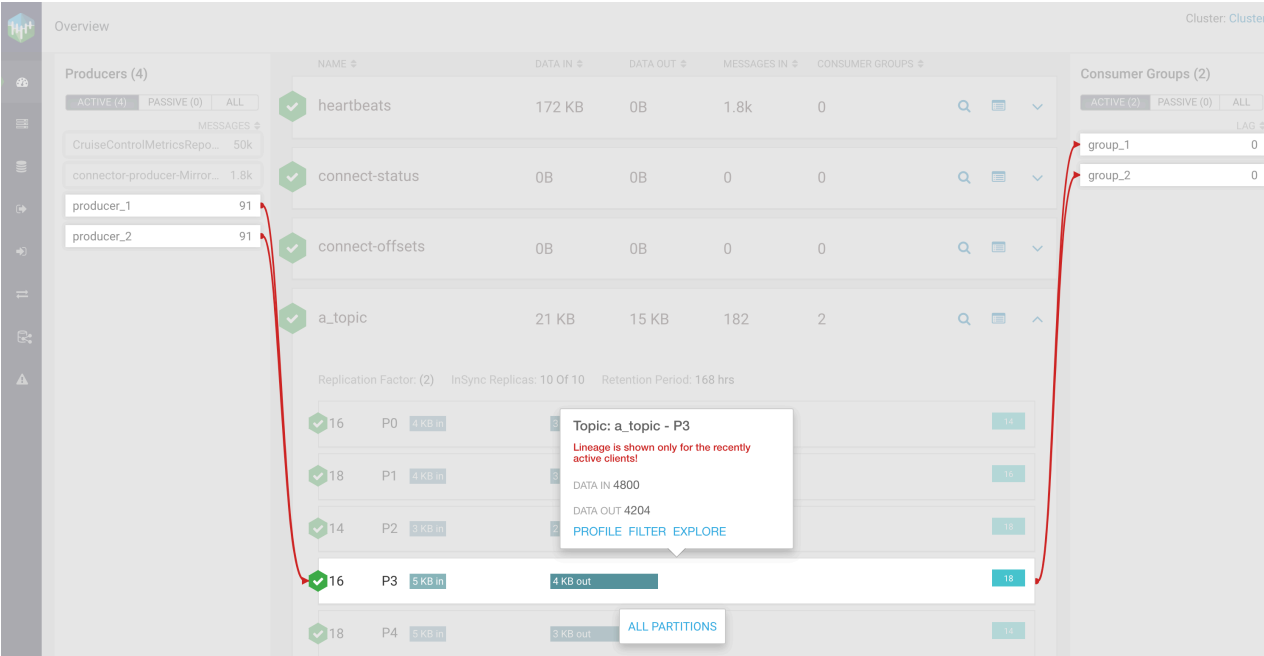 Overview
Cluster: Cluster
Producers (4)
ACTIVE (4) PASSIVE (0) ALL
MESSAGES
CruiseControlMetricsRepo... 50k
connector-producer-Mirror... 1.8k
producer_1 91
producer_2 91
NAME DATA IN DATA OUT MESSAGES IN CONSUMER GROUPS
heartbeats 172 KB 0B 1.8k 0
connect-status 0B 0B 0 0
connect-offsets 0B 0B 0 0
a_topic 21 KB 15 KB 182 2
Replication Factor: (2) InSync Replicas: 10 Of 10 Retention Period: 168 hrs
16 P0 4 KB in 3 14
18 P1 4 KB in 3 16
14 P2 3 KB in 2
16 P3 5 KB in 4 KB out 18
18 P4 5 KB in 3 KB out 14
Topic: a_topic - P3
Lineage is shown only for the recently
active clients!
DATA IN 4800
DATA OUT 4204
PROFILE FILTER EXPLORE
ALL PARTITIONS
Consumer Groups (2)
ACTIVE (2) PASSIVE (0) ALL
LAG
group_1 0
group_2 0